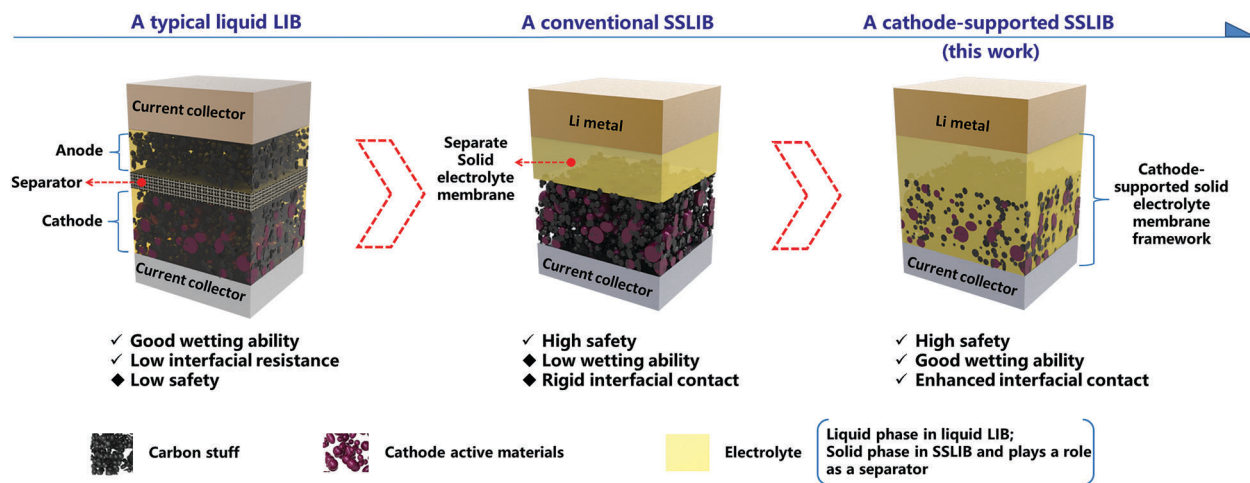 A typical liquid LIB
A conventional SSLIB
A cathode-supported SSLIB
(this work)
Current collector
Anode
Separator
Cathode
Current collector
Li metal
Separate
Solid
electrolyte
membrane
Current collector
Li metal
Cathode-
supported solid
electrolyte
membrane
framework
Current collector
✓ Good wetting ability
✓ Low interfacial resistance
◆ Low safety
✓ High safety
◆ Low wetting ability
◆ Rigid interfacial contact
✓ High safety
✓ Good wetting ability
✓ Enhanced interfacial contact
Carbon stuff
Cathode active materials
Electrolyte
Liquid phase in liquid LIB;
Solid phase in SSLIB and plays a role
as a separator